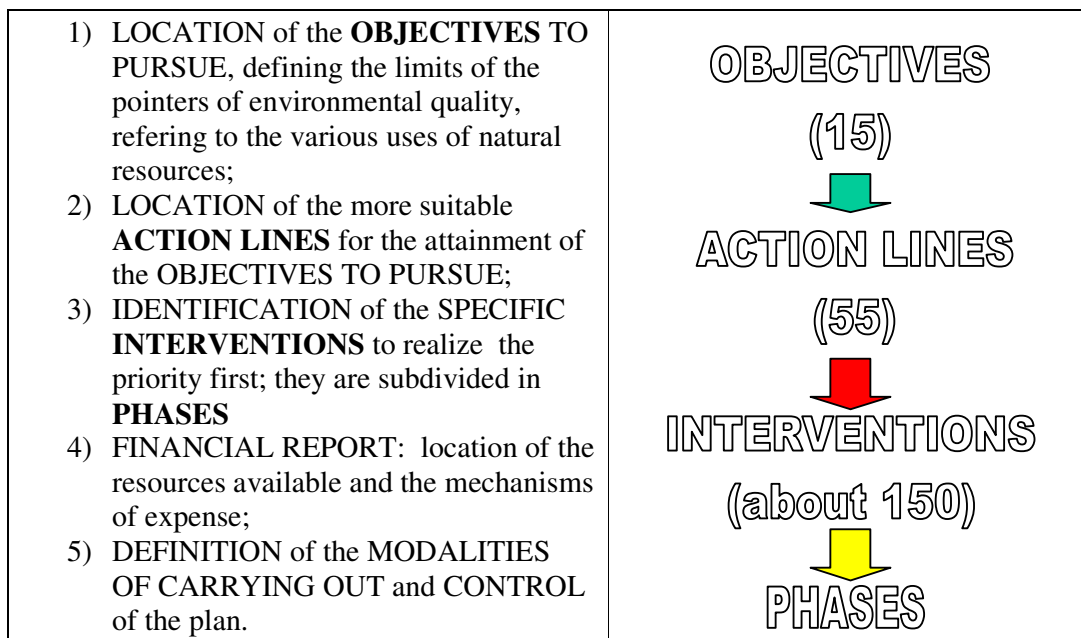 1) LOCATION of the OBJECTIVES TO
PURSUE, defining the limits of the
pointers of environmental quality,
refering to the various uses of natural
resources;
2) LOCATION of the more suitable
ACTION LINES for the attainment of
the OBJECTIVES TO PURSUE;
3) IDENTIFICATION of the SPECIFIC
INTERVENTIONS to realize the
priority first; they are subdivided in
PHASES
4) FINANCIAL REPORT: location of the
resources available and the mechanisms
of expense;
5) DEFINITION of the MODALITIES
OF CARRYING OUT and CONTROL
of the plan.
OBJECTIVES
(15)
ACTION LINES
(55)
INTERVENTIONS
(about 150)
PHASES